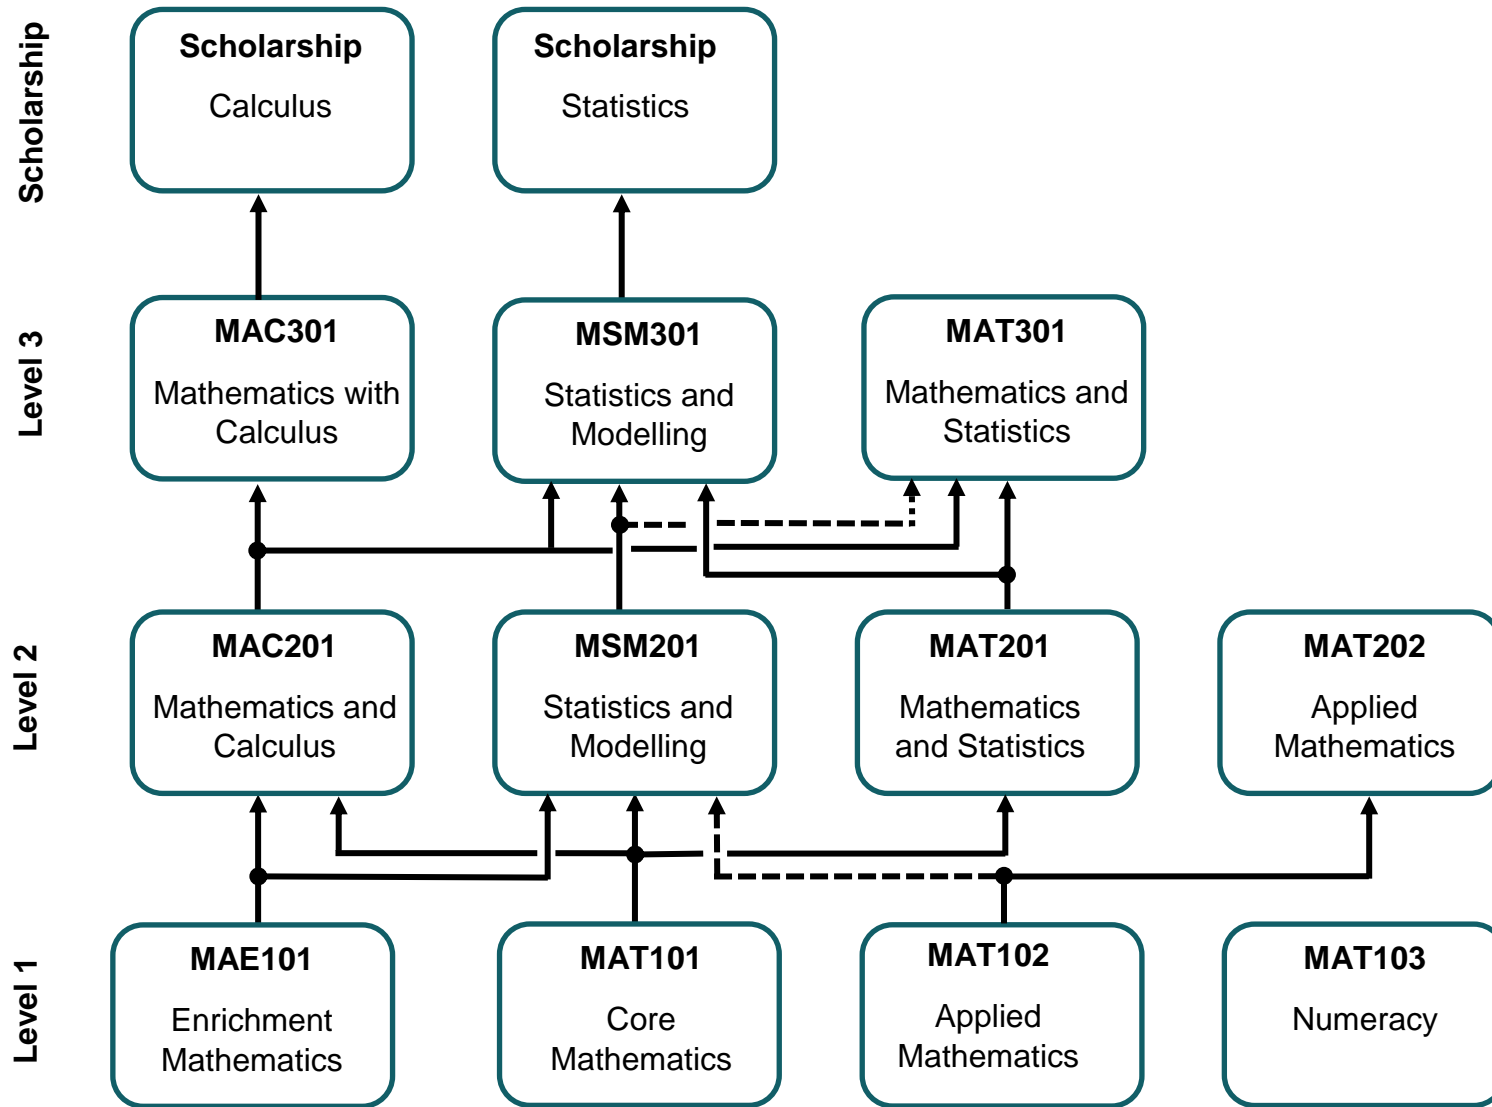 Scholarship
Scholarship
Calculus
Scholarship
Statistics
Level 3
MAC301
Mathematics with
Calculus
MSM301
Statistics and
Modelling
MAT301
Mathematics and
Statistics
Level 2
MAC201
Mathematics and
Calculus
MSM201
Statistics and
Modelling
MAT201
Mathematics
and Statistics
MAT202
Applied
Mathematics
Level 1
MAE101
Enrichment
Mathematics
MAT101
Core
Mathematics
MAT102
Applied
Mathematics
MAT103
Numeracy